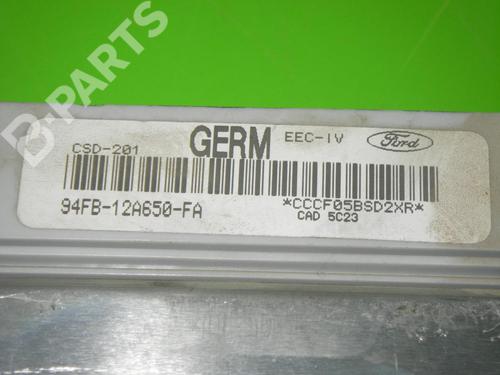 B-PARTS
CSD-201 GERM EEC-IV Ford
94FB-12A650-FA *CCCF05BSD2XR*
CAD 5C23